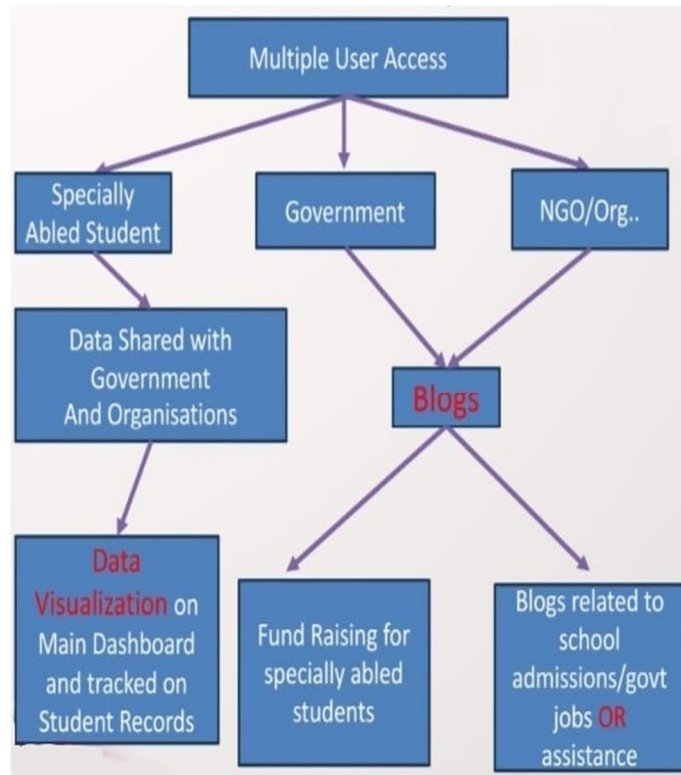 Multiple User Access
Specially
Abled Student
Government
NGO/Org..
Data Shared with
Government
And Organisations
Blogs
Data
Visualization on
Main Dashboard
and tracked on
Student Records
Fund Raising for
specially abled
students
Blogs related to
school
admissions/govt
jobs OR
assistance